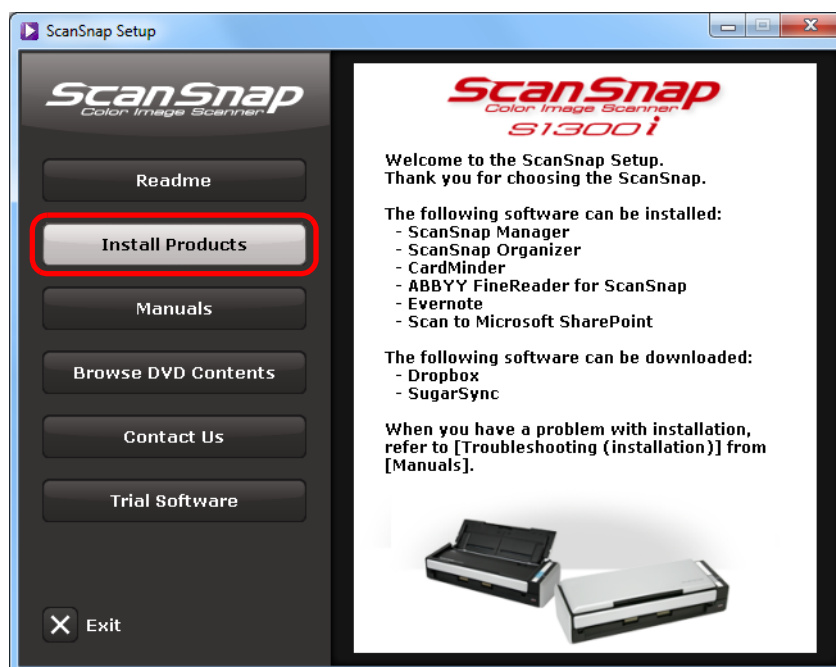 ScanSnap Setup
ScanSnap
Color Image Scanner
Readme
Install Products
Manuals
Browse DVD Contents
Contact Us
Trial Software
Exit
ScanSnap
Color Image Scanner
S1300i
Welcome to the ScanSnap Setup.
Thank you for choosing the ScanSnap.
The following software can be installed:
- ScanSnap Manager
- ScanSnap Organizer
- CardMinder
- ABBYY FineReader for ScanSnap
- Evernote
- Scan to Microsoft SharePoint
The following software can be downloaded:
- Dropbox
- SugarSync
When you have a problem with installation,
refer to [Troubleshooting (installation)] from
[Manuals].